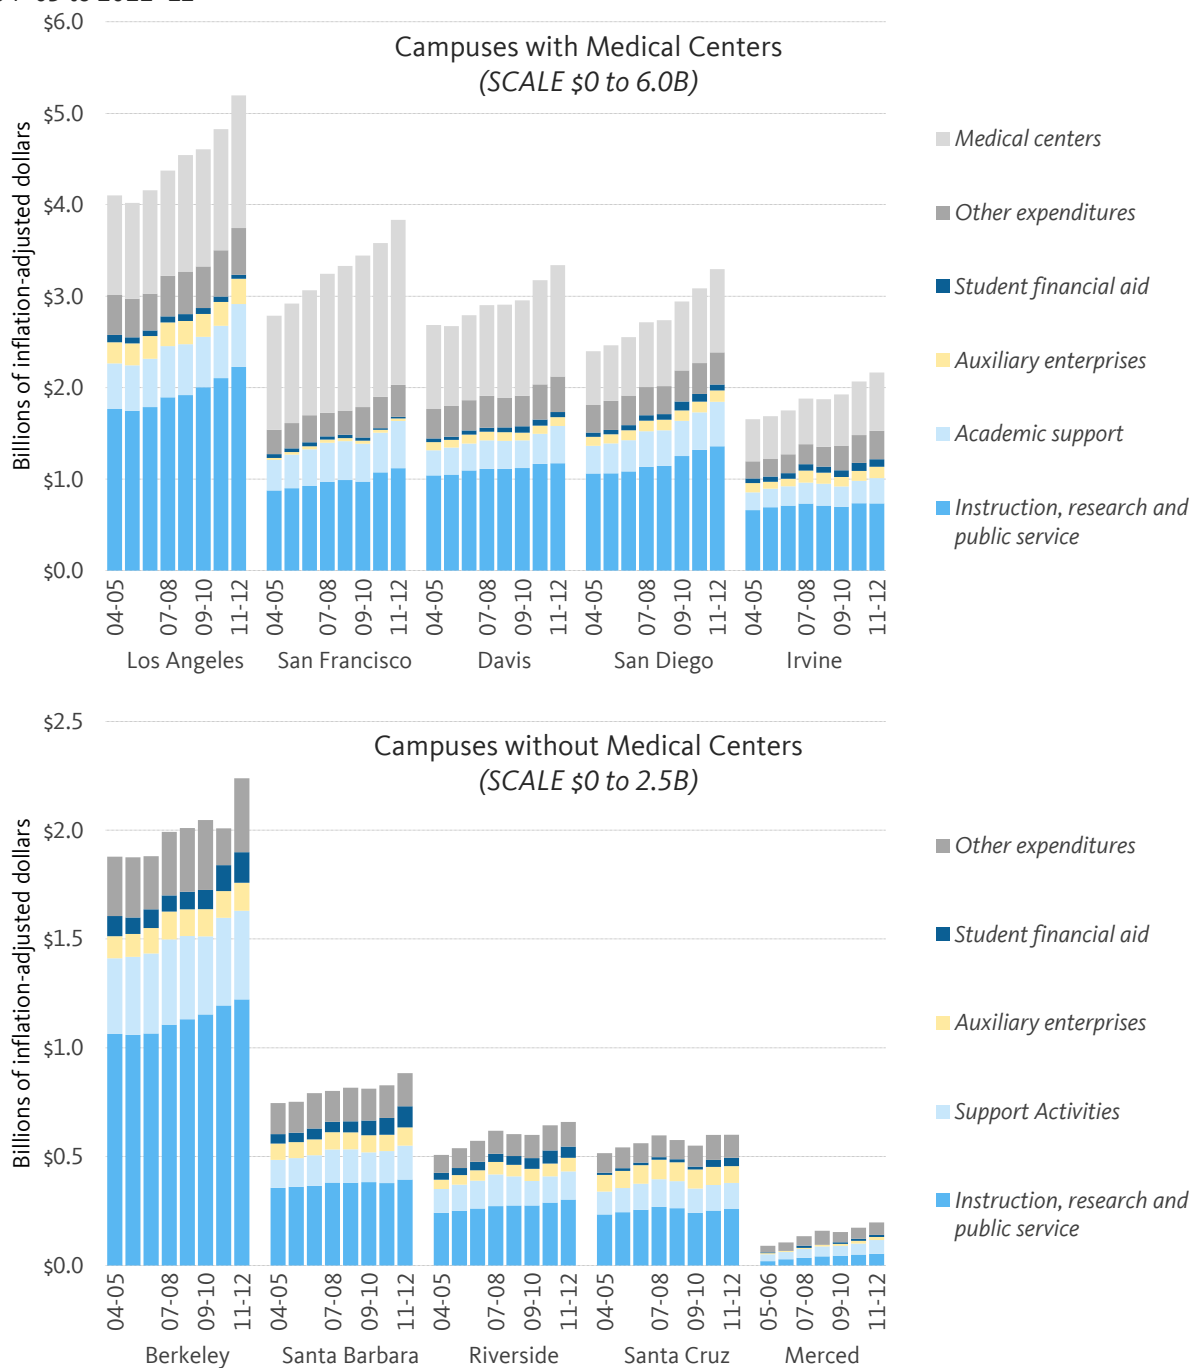 Campuses with Medical Centers
(SCALE $0 to 6.0B)
Billions of inflation-adjusted dollars
$6.0
$5.0
$4.0
$3.0
$2.0
$1.0
$0.0
Medical centers
Other expenditures
Student financial aid
Auxiliary enterprises
Academic support
Instruction, research and
public service
04-05
07-08
09-10
11-12
04-05
07-08
09-10
11-12
04-05
07-08
09-10
11-12
04-05
07-08
09-10
11-12
04-05
07-08
09-10
11-12
Los Angeles
San Francisco
Davis
San Diego
Irvine
Campuses without Medical Centers
(SCALE $0 to 2.5B)
Billions of inflation-adjusted dollars
$2.5
$2.0
$1.5
$1.0
$0.5
$0.0
Other expenditures
Student financial aid
Auxiliary enterprises
Support Activities
Instruction, research and
public service
04-05
07-08
09-10
11-12
04-05
07-08
09-10
11-12
04-05
07-08
09-10
11-12
04-05
07-08
09-10
11-12
05-06
07-08
09-10
11-12
Berkeley
Santa Barbara
Riverside
Santa Cruz
Merced